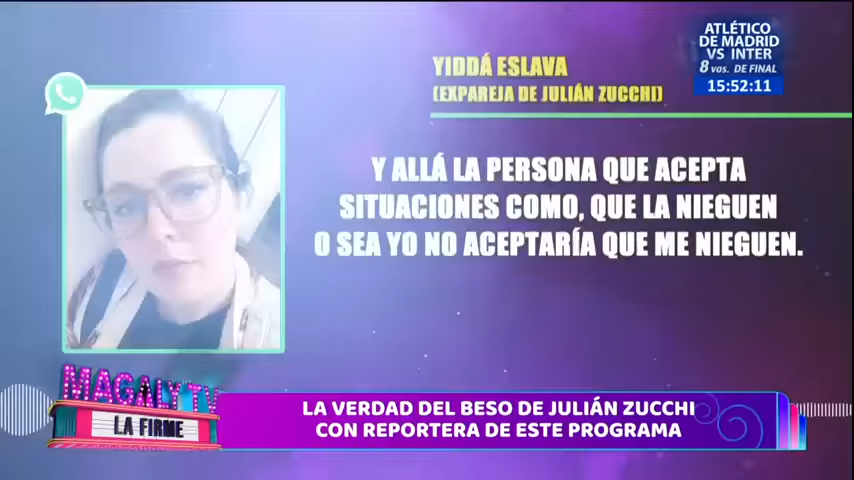 ATLÉTICO
DE MADRID
VS INTER
8 vos. DE FINAL
15:52:11
YIDDÁ ESLAVA
(EXPAREJA DE JULIÁN ZUCCHI)
Y ALLÁ LA PERSONA QUE ACEPTA
SITUACIONES COMO, QUE LA NIEGUEN
O SEA YO NO ACEPTARÍA QUE ME NIEGUEN.
MAGALY TV
LA FIRME
LA VERDAD DEL BESO DE JULIÁN ZUCCHI
CON REPORTERA DE ESTE PROGRAMA